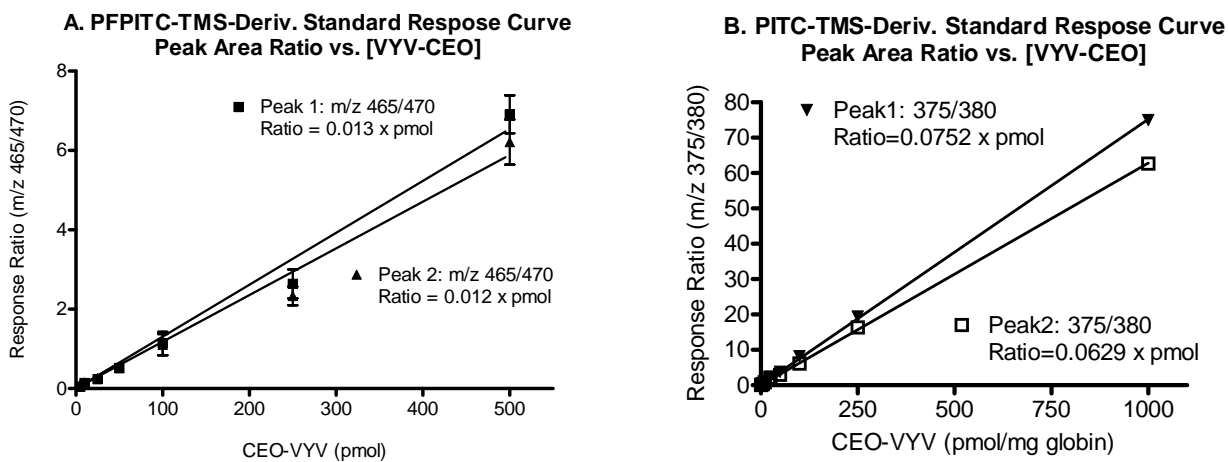 A. PFPITC-TMS-Deriv. Standard Respose Curve
Peak Area Ratio vs. [VYV-CEO]
Response Ratio (m/z 465/470)
8
6
4
2
0
Peak 1: m/z 465/470
Ratio = 0.013 x pmol
Peak 2: m/z 465/470
Ratio = 0.012 x pmol
0
100
200
300
400
500
CEO-VYV (pmol)
B. PITC-TMS-Deriv. Standard Respose Curve
Peak Area Ratio vs. [VYV-CEO]
Response Ratio (m/z 375/380)
80
70
60
50
40
30
20
10
0
Peak1: 375/380
Ratio=0.0752 x pmol
Peak2: 375/380
Ratio=0.0629 x pmol
0
250
500
750
1000
CEO-VYV (pmol/mg globin)